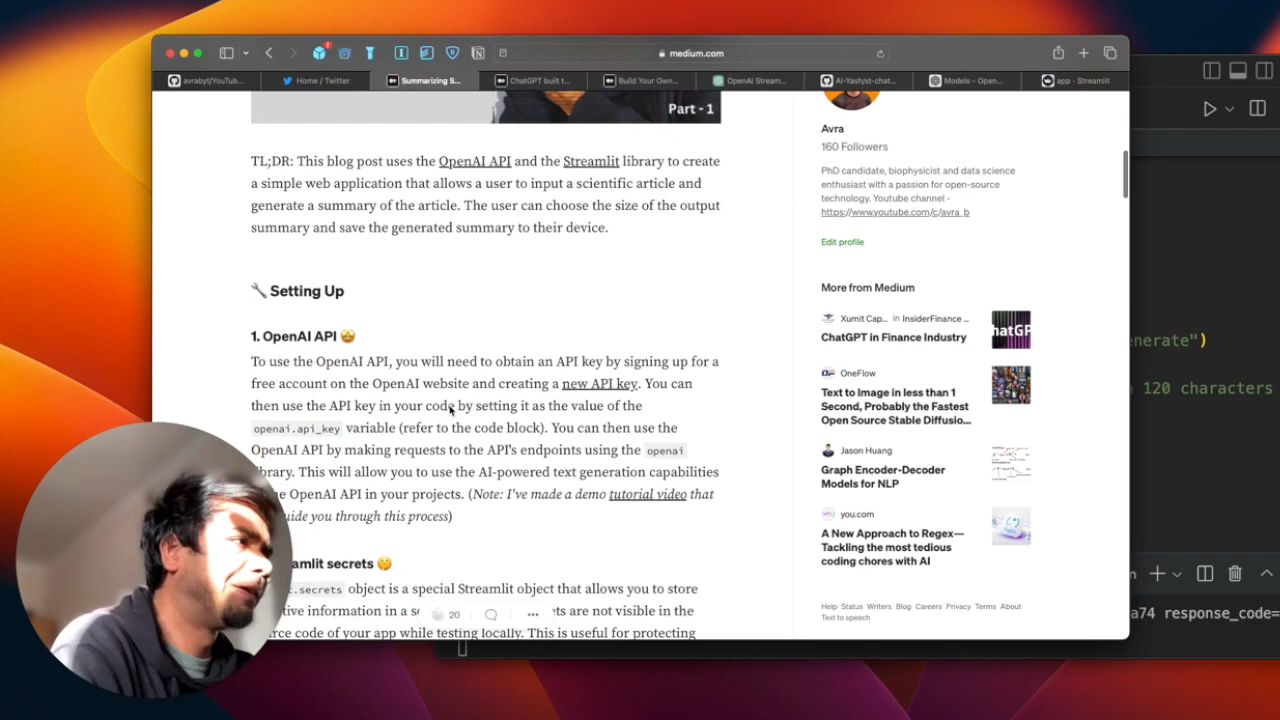 medium.com
avrabyt/YouTub...
Home / Twitter
Summarizing S...
ChatGPT built t...
Build Your Own...
OpenAI Stream...
AI-Yash/st-chat...
Models - Open...
app · Streamlit
Part - 1
TL;DR: This blog post uses the OpenAI API and the Streamlit library to create
a simple web application that allows a user to input a scientific article and
generate a summary of the article. The user can choose the size of the output
summary and save the generated summary to their device.
🔧 Setting Up
1. OpenAI API 🤩
To use the OpenAI API, you will need to obtain an API key by signing up for a
free account on the OpenAI website and creating a new API key. You can
then use the API key in your code by setting it as the value of the
openai.api_key variable (refer to the code block). You can then use the
OpenAI API by making requests to the API's endpoints using the openai
library. This will allow you to use the AI-powered text generation capabilities
OpenAI API in your projects. (Note: I've made a demo tutorial video that
uide you through this process)
amlit secrets 🤔
.secrets object is a special Streamlit object that allows you to store
tive information in a se ets are not visible in the
rce code of your app while testing locally. This is useful for protecting
20
Avra
160 Followers
PhD candidate, biophysicist and data science
enthusiast with a passion for open-source
technology. Youtube channel -
https://www.youtube.com/c/avra_b
Edit profile
More from Medium
Xumit Cap... in InsiderFinance ...
ChatGPT in Finance Industry
hatGP
OneFlow
Text to Image in less than 1
Second, Probably the Fastest
Open Source Stable Diffusio...
Jason Huang
Graph Encoder-Decoder
Models for NLP
you.com
A New Approach to Regex—
Tackling the most tedious
coding chores with AI
Help Status Writers Blog Careers Privacy Terms About
Text to speech
enerate")
120 characters
a74 response_code=